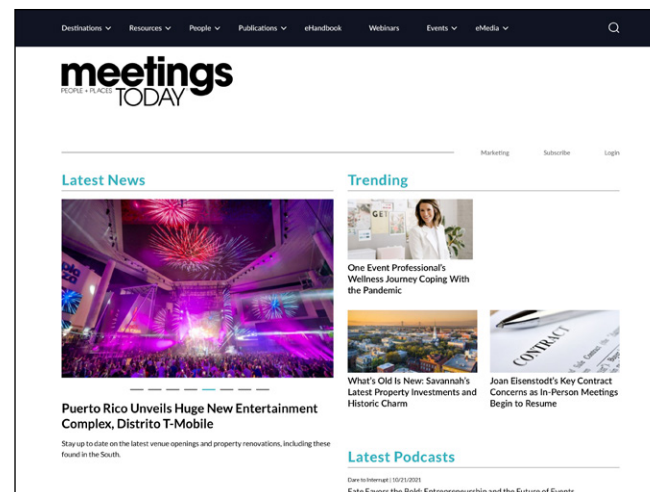 Destinations Resources People Publications eHandbook Webinars Events eMedia
meetings
PEOPLE + PLACES TODAY
Marketing Subscribe Login
Latest News
Trending
GET
One Event Professional's
Wellness Journey Coping With
the Pandemic
CONTRACT
What's Old Is New: Savannah's
Latest Property Investments and
Historic Charm
Joan Eisenstodt's Key Contract
Concerns as In-Person Meetings
Begin to Resume
Puerto Rico Unveils Huge New Entertainment
Complex, Distrito T-Mobile
Stay up to date on the latest venue openings and property renovations, including these
found in the South.
Latest Podcasts
Dare to Interrupt | 10/21/2021
Fate Favors the Bold: Entrepreneurship and the Future of Events